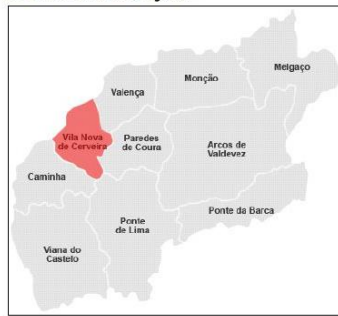 Melgaço
Monção
Valença
Vila Nova
de Cerveira
Paredes
de Coura
Arcos de
Valdevez
Caminha
Ponte da Barca
Ponte
de Lima
Viana do
Castelo